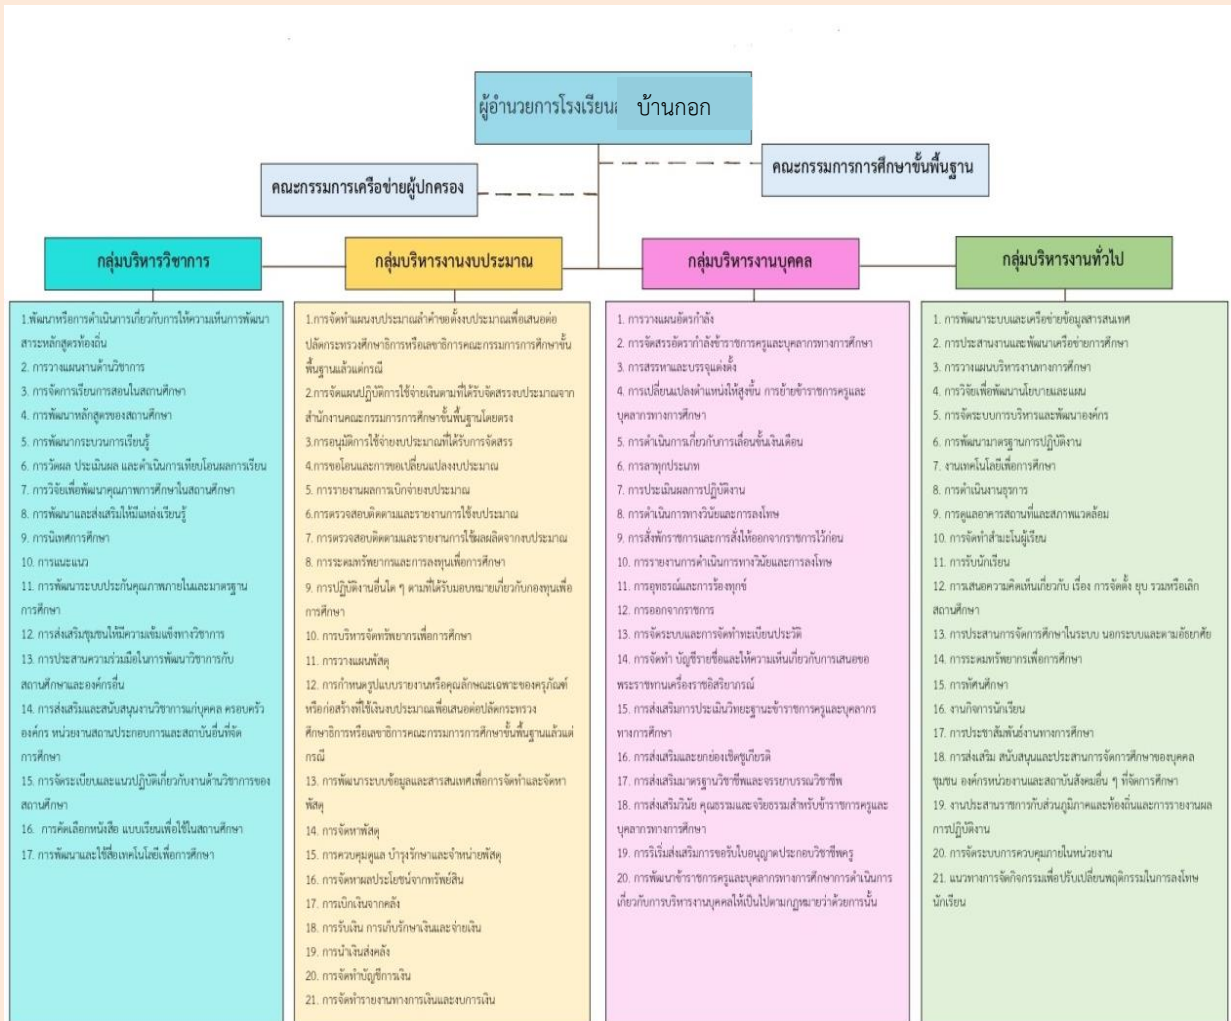 ผู้อำนวยการโรงเรียน บ้านกอก
คณะกรรมการการศึกษาขั้นพื้นฐาน
คณะกรรมการเครือข่ายผู้ปกครอง
กลุ่มบริหารวิชาการ
1.พัฒนาหรือการดำเนินการเกี่ยวกับการให้ความเห็นการพัฒนา
สาระหลักสูตรท้องถิ่น
2. การวางแผนงานด้านวิชาการ
3. การจัดการเรียนการสอนในสถานศึกษา
4. การพัฒนาหลักสูตรของสถานศึกษา
5. การพัฒนากระบวนการเรียนรู้
6. การวัดผล ประเมินผล และดำเนินการเทียบโอนผลการเรียน
7. การวิจัยเพื่อพัฒนาคุณภาพการศึกษาในสถานศึกษา
8. การพัฒนาและส่งเสริมให้มีแหล่งเรียนรู้
9. การนิเทศการศึกษา
10. การแนะแนว
11. การพัฒนาระบบประกันคุณภาพภายในและมาตรฐาน
การศึกษา
12. การส่งเสริมชุมชนให้มีความเข้มแข็งทางวิชาการ
13. การประสานความร่วมมือในการพัฒนาวิชาการกับ
สถานศึกษาและองค์กรอื่น
14. การส่งเสริมและสนับสนุนงานวิชาการแก่บุคคล ครอบครัว
องค์กร หน่วยงานสถานประกอบการและสถาบันอื่นที่จัด
การศึกษา
15. การจัดระเบียบและแนวปฏิบัติเกี่ยวกับงานด้านวิชาการของ
สถานศึกษา
16. การคัดเลือกหนังสือ แบบเรียนเพื่อใช้ในสถานศึกษา
17. การพัฒนาและใช้สื่อเทคโนโลยีเพื่อการศึกษา
กลุ่มบริหารงานงบประมาณ
1.การจัดทำแผนงบประมาณลำคำขอตั้งงบประมาณเพื่อเสนอต่อ
ปลัดกระทรวงศึกษาธิการหรือเลขาธิการคณะกรรมการการศึกษาขั้น
พื้นฐานแล้วแต่กรณี
2.การจัดแผนปฏิบัติการใช้จ่ายเงินตามที่ได้รับจัดสรรงบประมาณจาก
สำนักงานคณะกรรมการการศึกษาขั้นพื้นฐานโดยตรง
3.การอนุมัติการใช้จ่ายงบประมาณที่ได้รับการจัดสรร
4.การขอโอนและการขอเปลี่ยนแปลงงบประมาณ
5. การรายงานผลการเบิกจ่ายงบประมาณ
6.การตรวจสอบติดตามและรายงานการใช้งบประมาณ
7. การตรวจสอบติดตามและรายงานการใช้ผลผลิตจากงบประมาณ
8. การระดมทรัพยากรและการลงทุนเพื่อการศึกษา
9. การปฏิบัติงานอื่นใด ๆ ตามที่ได้รับมอบหมายเกี่ยวกับกองทุนเพื่อ
การศึกษา
10. การบริหารจัดทรัพยากรเพื่อการศึกษา
11. การวางแผนพัสดุ
12. การกำหนดรูปแบบรายงานหรือคุณลักษณะเฉพาะของครุภัณฑ์
หรือก่อสร้างที่ใช้เงินงบประมาณเพื่อเสนอต่อปลัดกระทรวง
ศึกษาธิการหรือเลขาธิการคณะกรรมการการศึกษาขั้นพื้นฐานแล้วแต่
กรณี
13. การพัฒนาระบบข้อมูลและสารสนเทศเพื่อการจัดทำและจัดหา
พัสดุ
14. การจัดหาพัสดุ
15. การควบคุมดูแล บำรุงรักษาและจำหน่ายพัสดุ
16. การจัดหาผลประโยชน์จากทรัพย์สิน
17. การเบิกเงินจากคลัง
18. การรับเงิน การเก็บรักษาเงินและจ่ายเงิน
19. การนำเงินส่งคลัง
20. การจัดทำบัญชีการเงิน
21. การจัดทำรายงานทางการเงินและงบการเงิน
กลุ่มบริหารงานบุคคล
1. การวางแผนอัตรกำลัง
2. การจัดสรรอัตรากำลังข้าราชการครูและบุคลากรทางการศึกษา
3. การสรรหาและบรรจุแต่งตั้ง
4. การเปลี่ยนแปลงตำแหน่งให้สูงขึ้น การย้ายข้าราชการครูและ
บุคลากรทางการศึกษา
5. การดำเนินการเกี่ยวกับการเลื่อนขั้นเงินเดือน
6. การลาทุกประเภท
7. การประเมินผลการปฏิบัติงาน
8. การดำเนินการทางวินัยและการลงโทษ
9. การสั่งพักราชการและการสั่งให้ออกจากราชการไว้ก่อน
10. การรายงานการดำเนินการทางวินัยและการลงโทษ
11. การอุทธรณ์และการร้องทุกข์
12. การออกจากราชการ
13. การจัดระบบและการจัดทำทะเบียนประวัติ
14. การจัดทำ บัญชีรายชื่อและให้ความเห็นเกี่ยวกับการเสนอขอ
พระราชทานเครื่องราชอิสริยาภรณ์
15. การส่งเสริมการประเมินวิทยะฐานะข้าราชการครูและบุคลากร
ทางการศึกษา
16. การส่งเสริมและยกย่องเชิดชูเกียรติ
17. การส่งเสริมมาตรฐานวิชาชีพและจรรยาบรรณวิชาชีพ
18. การส่งเสริมวินัย คุณธรรมและจริยธรรมสำหรับข้าราชการครูและ
บุคลากรทางการศึกษา
19. การริเริ่มส่งเสริมการขอรับใบอนุญาตประกอบวิชาชีพครู
20. การพัฒนาข้าราชการครูและบุคลากรทางการศึกษาการดำเนินการ
เกี่ยวกับการบริหารงานบุคคลให้เป็นไปตามกฎหมายว่าด้วยการนั้น
กลุ่มบริหารงานทั่วไป
1. การพัฒนาระบบและเครือข่ายข้อมูลสารสนเทศ
2. การประสานงานและพัฒนาเครือข่ายการศึกษา
3. การวางแผนบริหารงานทางการศึกษา
4. การวิจัยเพื่อพัฒนานโยบายและแผน
5. การจัดระบบการบริหารและพัฒนาองค์กร
6. การพัฒนามาตรฐานการปฏิบัติงาน
7. งานเทคโนโลยีเพื่อการศึกษา
8. การดำเนินงานธุรการ
9. การดูแลอาคารสถานที่และสภาพแวดล้อม
10. การจัดทำสำมะโนผู้เรียน
11. การรับนักเรียน
12. การเสนอความคิดเห็นเกี่ยวกับ เรื่อง การจัดตั้ง ยุบ รวมหรือเลิก
สถานศึกษา
13. การประสานการจัดการศึกษาในระบบ นอกระบบและตามอัธยาศัย
14. การระดมทรัพยากรเพื่อการศึกษา
15. การทัศนศึกษา
16. งานกิจการนักเรียน
17. การประชาสัมพันธ์งานทางการศึกษา
18. การส่งเสริม สนับสนุนและประสานการจัดการศึกษาของบุคคล
ชุมชน องค์กรหน่วยงานและสถาบันสังคมอื่น ๆ ที่จัดการศึกษา
19. งานประสานราชการกับส่วนภูมิภาคและท้องถิ่นและการรายงานผล
การปฏิบัติงาน
20. การจัดระบบการควบคุมภายในหน่วยงาน
21. แนวทางการจัดกิจกรรมเพื่อปรับเปลี่ยนพฤติกรรมในการลงโทษ
นักเรียน